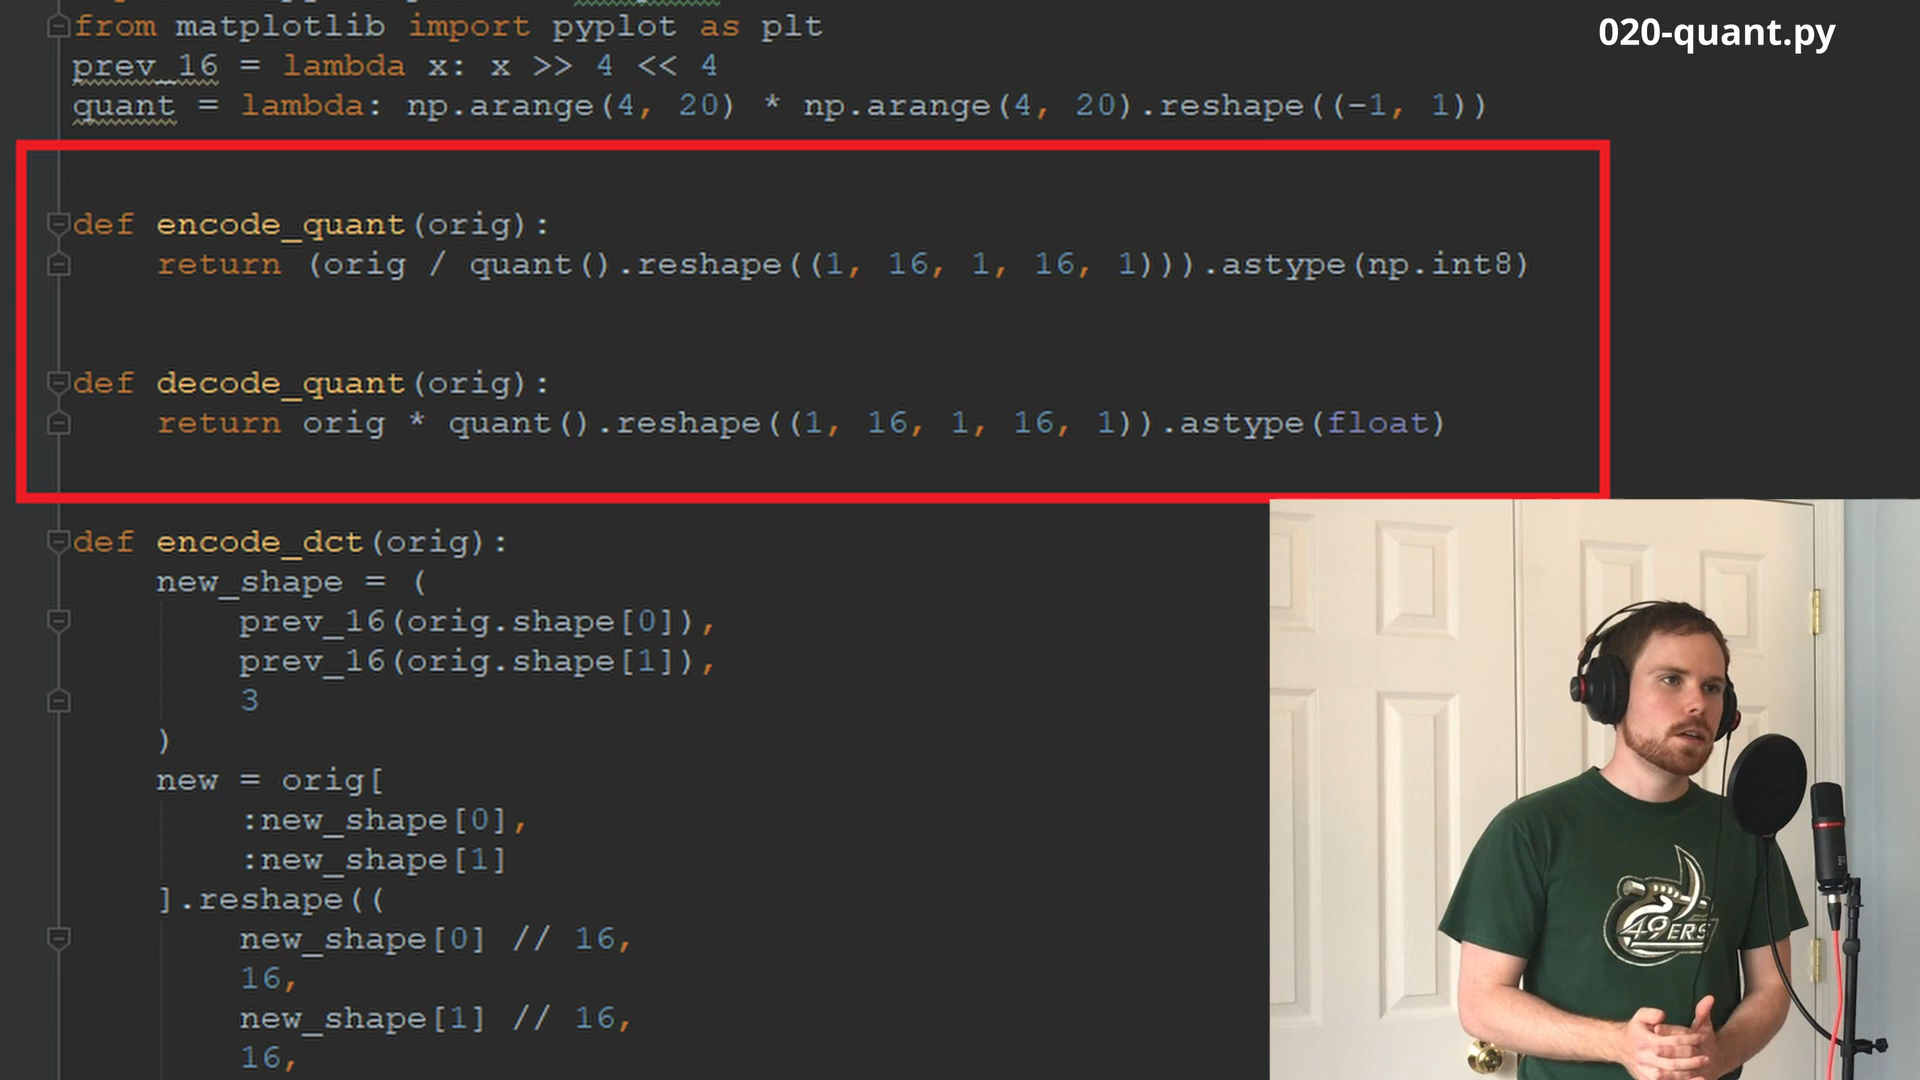 020-quant.py
from matplotlib import pyplot as plt
prev_16 = lambda x: x >> 4 << 4
quant = lambda: np.arange(4, 20) * np.arange(4, 20).reshape((-1, 1))
def encode_quant(orig):
    return (orig / quant().reshape((1, 16, 1, 16, 1))).astype(np.int8)
def decode_quant(orig):
    return orig * quant().reshape((1, 16, 1, 16, 1)).astype(float)
def encode_dct(orig):
    new_shape = (
        prev_16(orig.shape[0]),
        prev_16(orig.shape[1]),
        3
    )
    new = orig[
        :new_shape[0],
        :new_shape[1]
    ].reshape((
        new_shape[0] // 16,
        16,
        new_shape[1] // 16,
        16,
49ERS